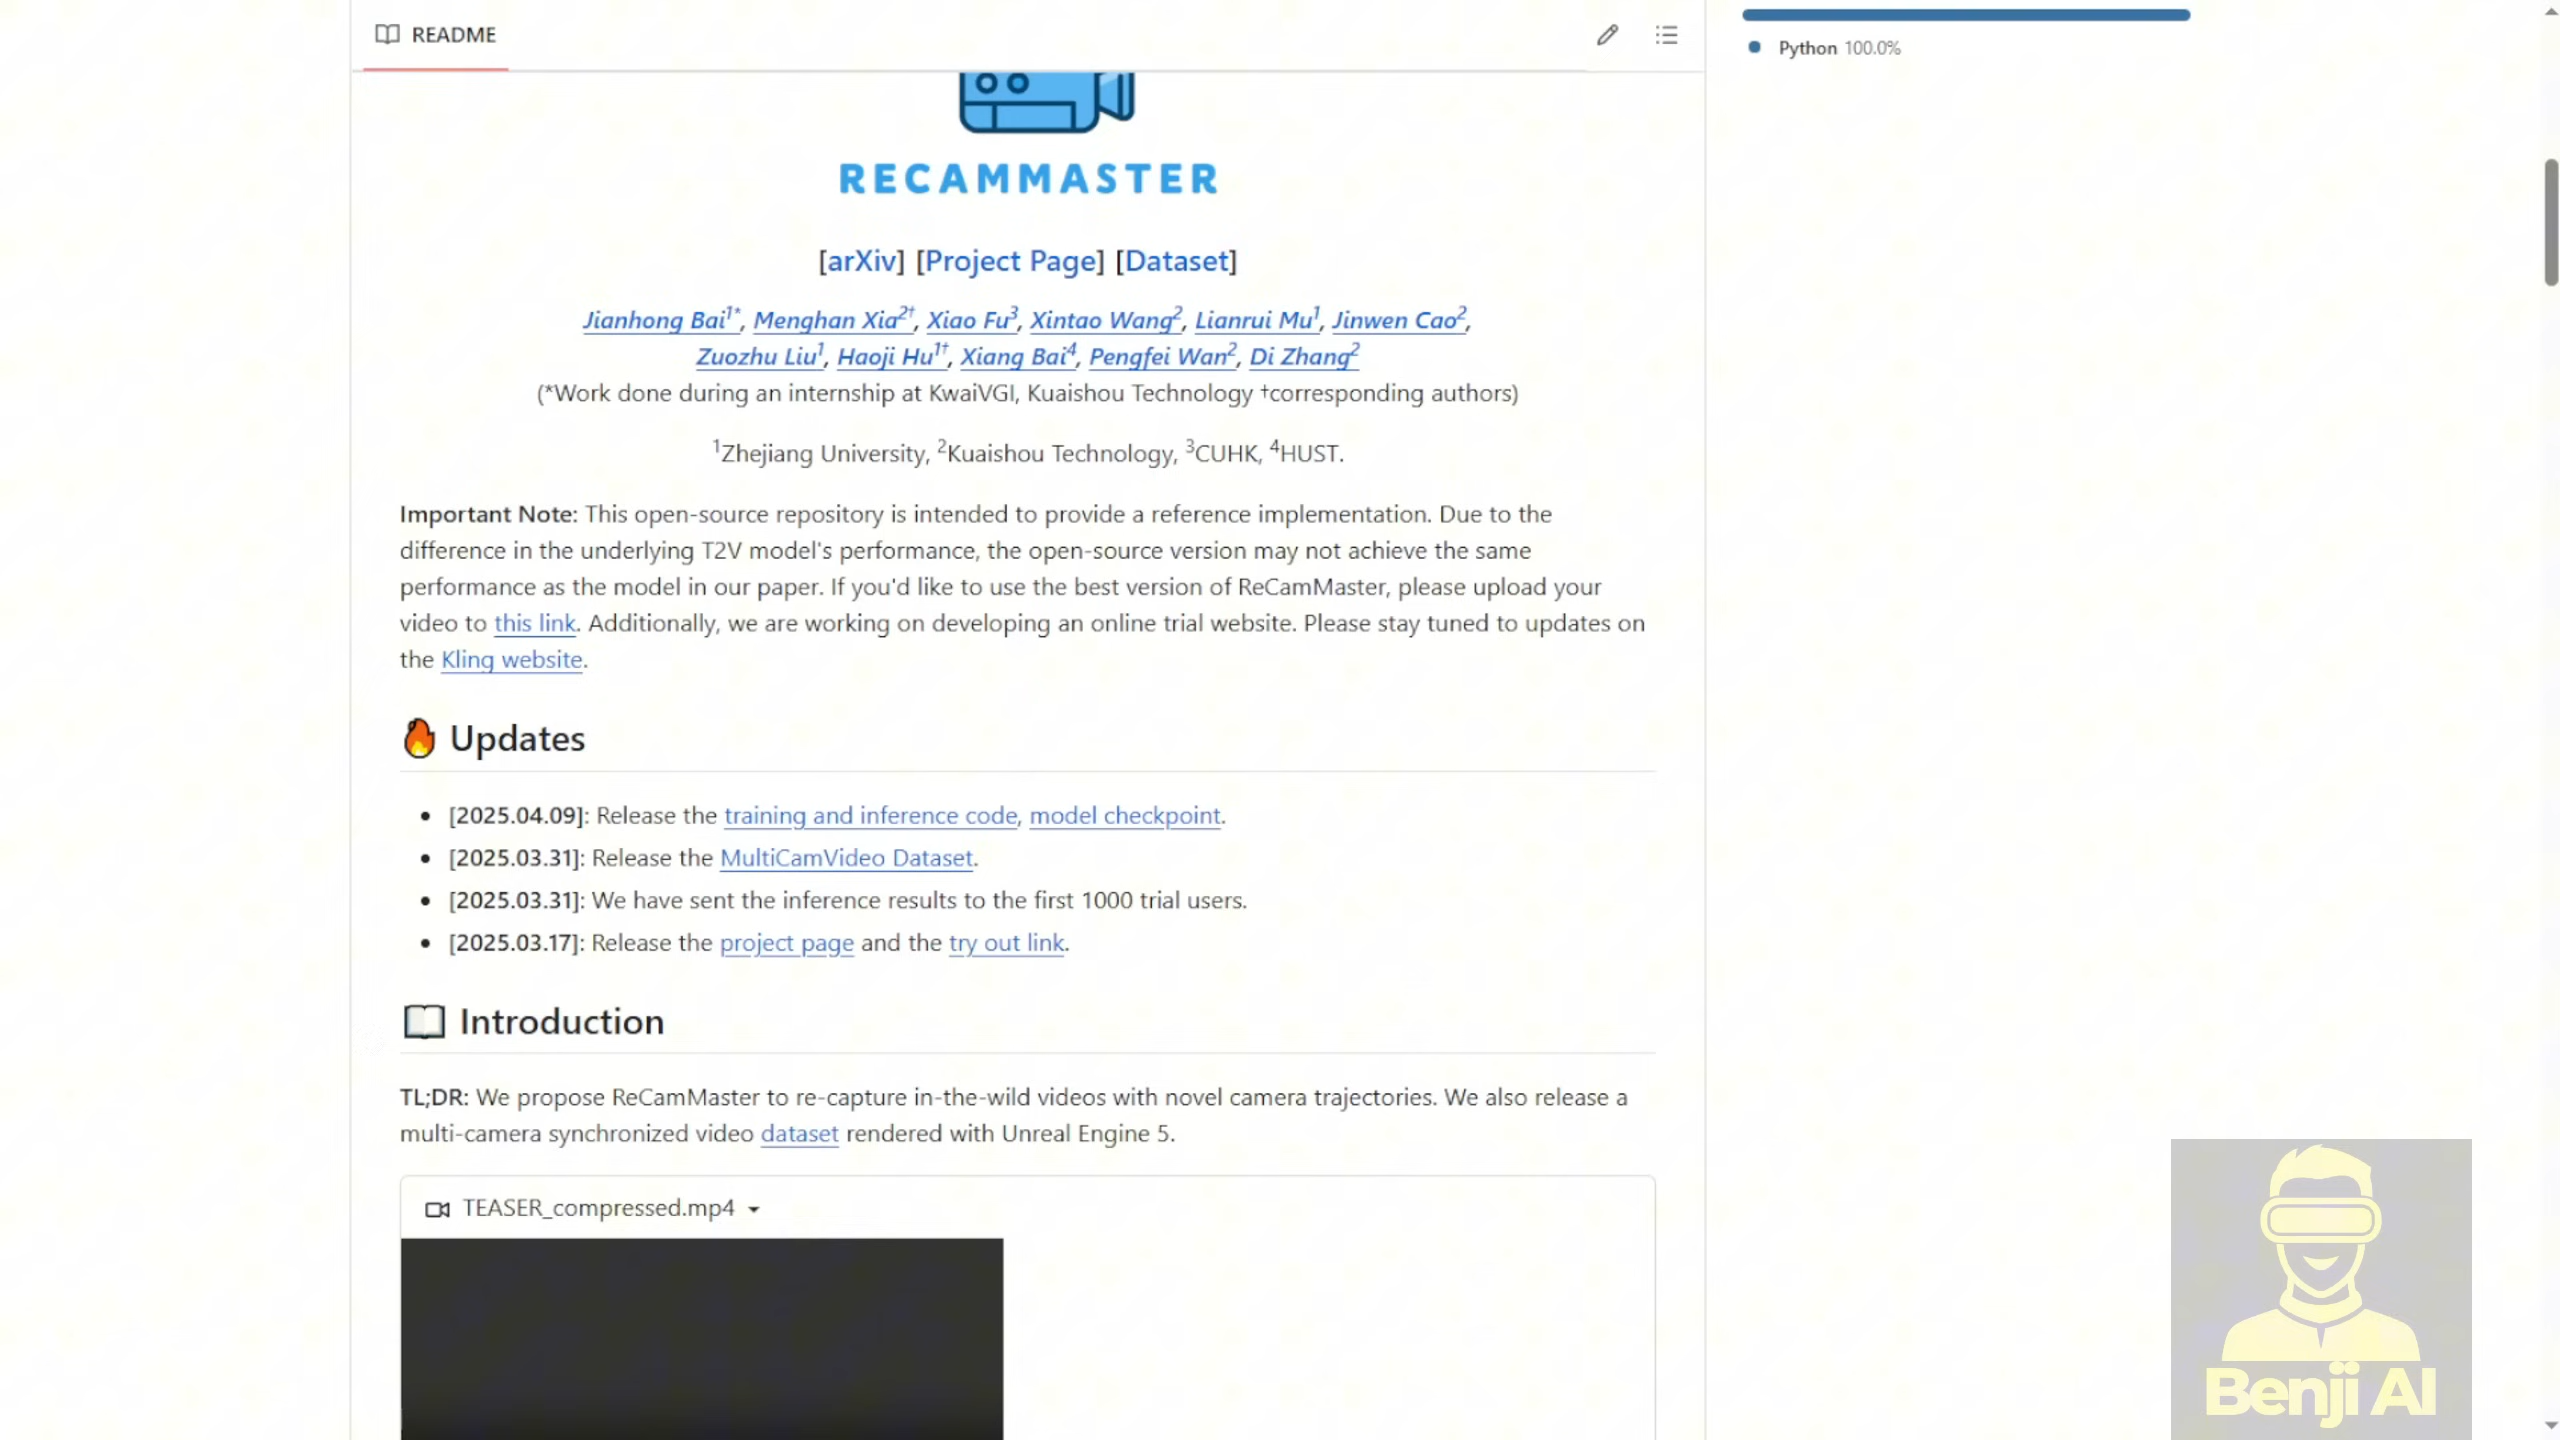 README
Python 100.0%
RECAMMASTER
[arXiv] [Project Page] [Dataset]
Jianhong Bai1*, Menghan Xia2†, Xiao Fu3, Xintao Wang2, Lianrui Mu1, Jinwen Cao2,
Zuozhu Liu1, Haoji Hu1†, Xiang Bai4, Pengfei Wan2, Di Zhang2
(*Work done during an internship at KwaiVGI, Kuaishou Technology †corresponding authors)
1Zhejiang University, 2Kuaishou Technology, 3CUHK, 4HUST.
Important Note: This open-source repository is intended to provide a reference implementation. Due to the
difference in the underlying T2V model's performance, the open-source version may not achieve the same
performance as the model in our paper. If you'd like to use the best version of ReCamMaster, please upload your
video to this link. Additionally, we are working on developing an online trial website. Please stay tuned to updates on
the Kling website.
🔥 Updates
• [2025.04.09]: Release the training and inference code, model checkpoint.
• [2025.03.31]: Release the MultiCamVideo Dataset.
• [2025.03.31]: We have sent the inference results to the first 1000 trial users.
• [2025.03.17]: Release the project page and the try out link.
📖 Introduction
TL;DR: We propose ReCamMaster to re-capture in-the-wild videos with novel camera trajectories. We also release a
multi-camera synchronized video dataset rendered with Unreal Engine 5.
TEASER_compressed.mp4
Benji AI